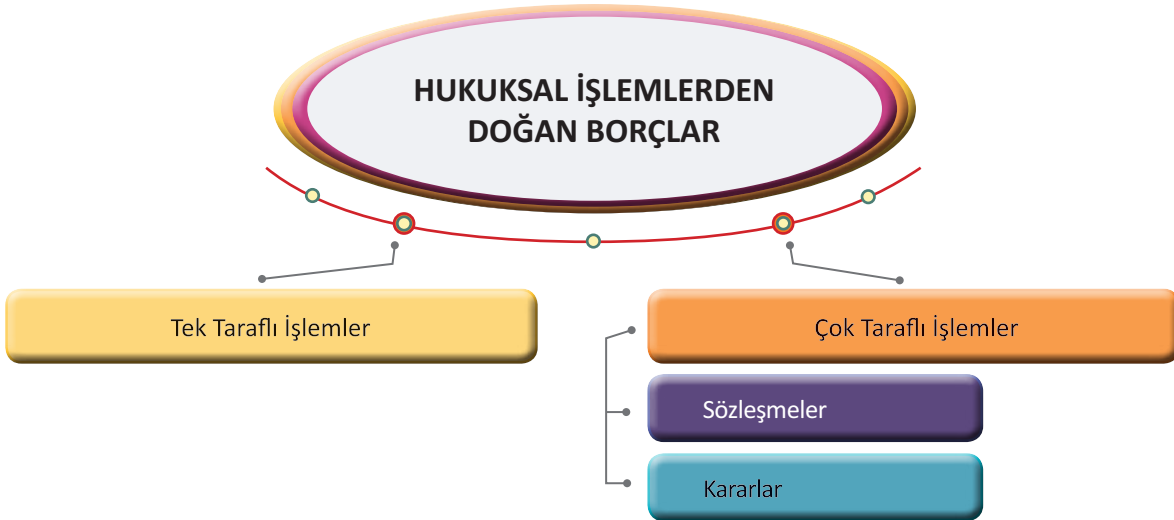 HUKUKSAL İŞLEMLERDEN
DOĞAN BORÇLAR
Tek Taraflı İşlemler
Çok Taraflı İşlemler
Sözleşmeler
Kararlar